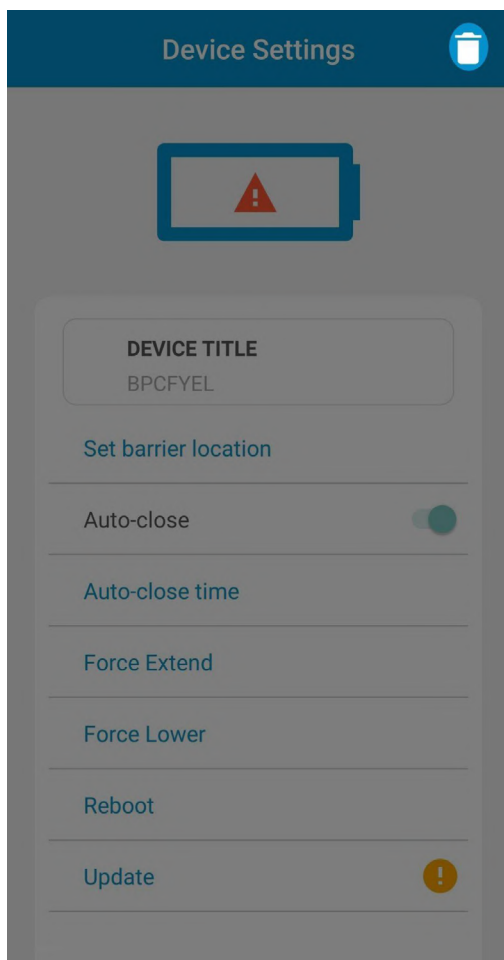 Device Settings
DEVICE TITLE
BPCFYEL
Set barrier location
Auto-close
Auto-close time
Force Extend
Force Lower
Reboot
Update